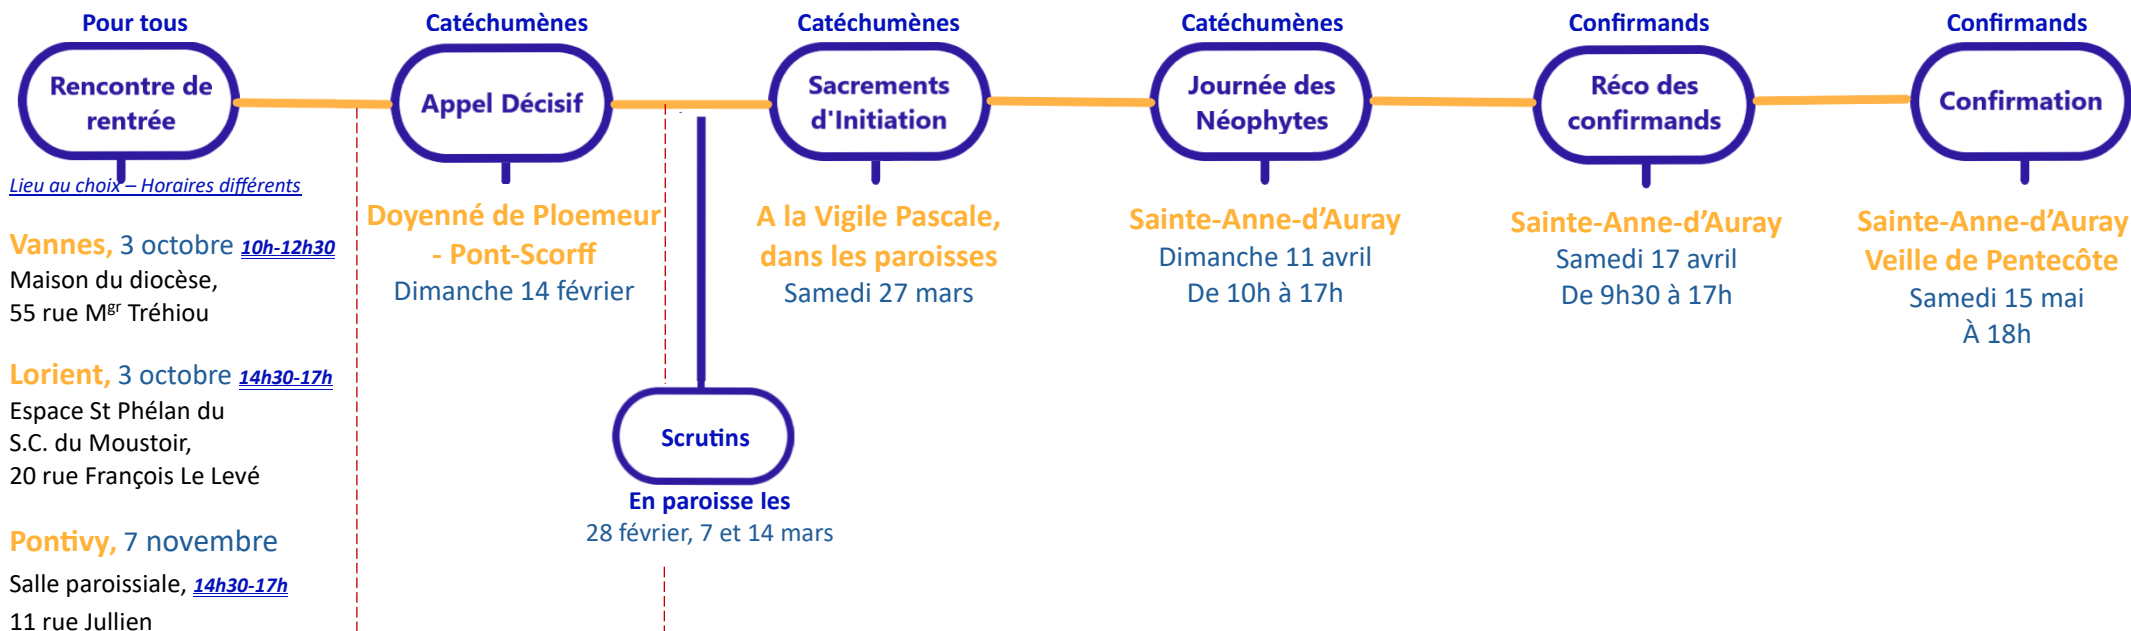 Pour tous
Rencontre de
rentrée
Lieu au choix – Horaires différents
Vannes, 3 octobre 10h-12h30
Maison du diocèse,
55 rue Mgr Tréhiou
Lorient, 3 octobre 14h30-17h
Espace St Phélan du
S.C. du Moustoir,
20 rue François Le Levé
Pontivy, 7 novembre
Salle paroissiale, 14h30-17h
11 rue Jullien
Catéchumènes
Appel Décisif
Doyenné de Ploemeur
- Pont-Scorff
Dimanche 14 février
Scrutins
En paroisse les
28 février, 7 et 14 mars
Catéchumènes
Sacrements
d'Initiation
A la Vigile Pascale,
dans les paroisses
Samedi 27 mars
Catéchumènes
Journée des
Néophytes
Sainte-Anne-d’Auray
Dimanche 11 avril
De 10h à 17h
Confirmands
Réco des
confirmands
Sainte-Anne-d’Auray
Samedi 17 avril
De 9h30 à 17h
Confirmands
Confirmation
Sainte-Anne-d’Auray
Veille de Pentecôte
Samedi 15 mai
À 18h